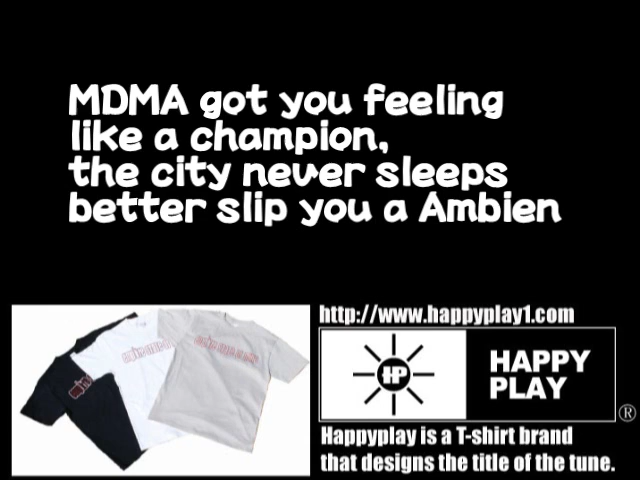 MDMA got you feeling
like a champion,
the city never sleeps
better slip you a Ambien
http://www.happyplay1.com
HP
HAPPY
PLAY
®
Happyplay is a T-shirt brand
that designs the title of the tune.